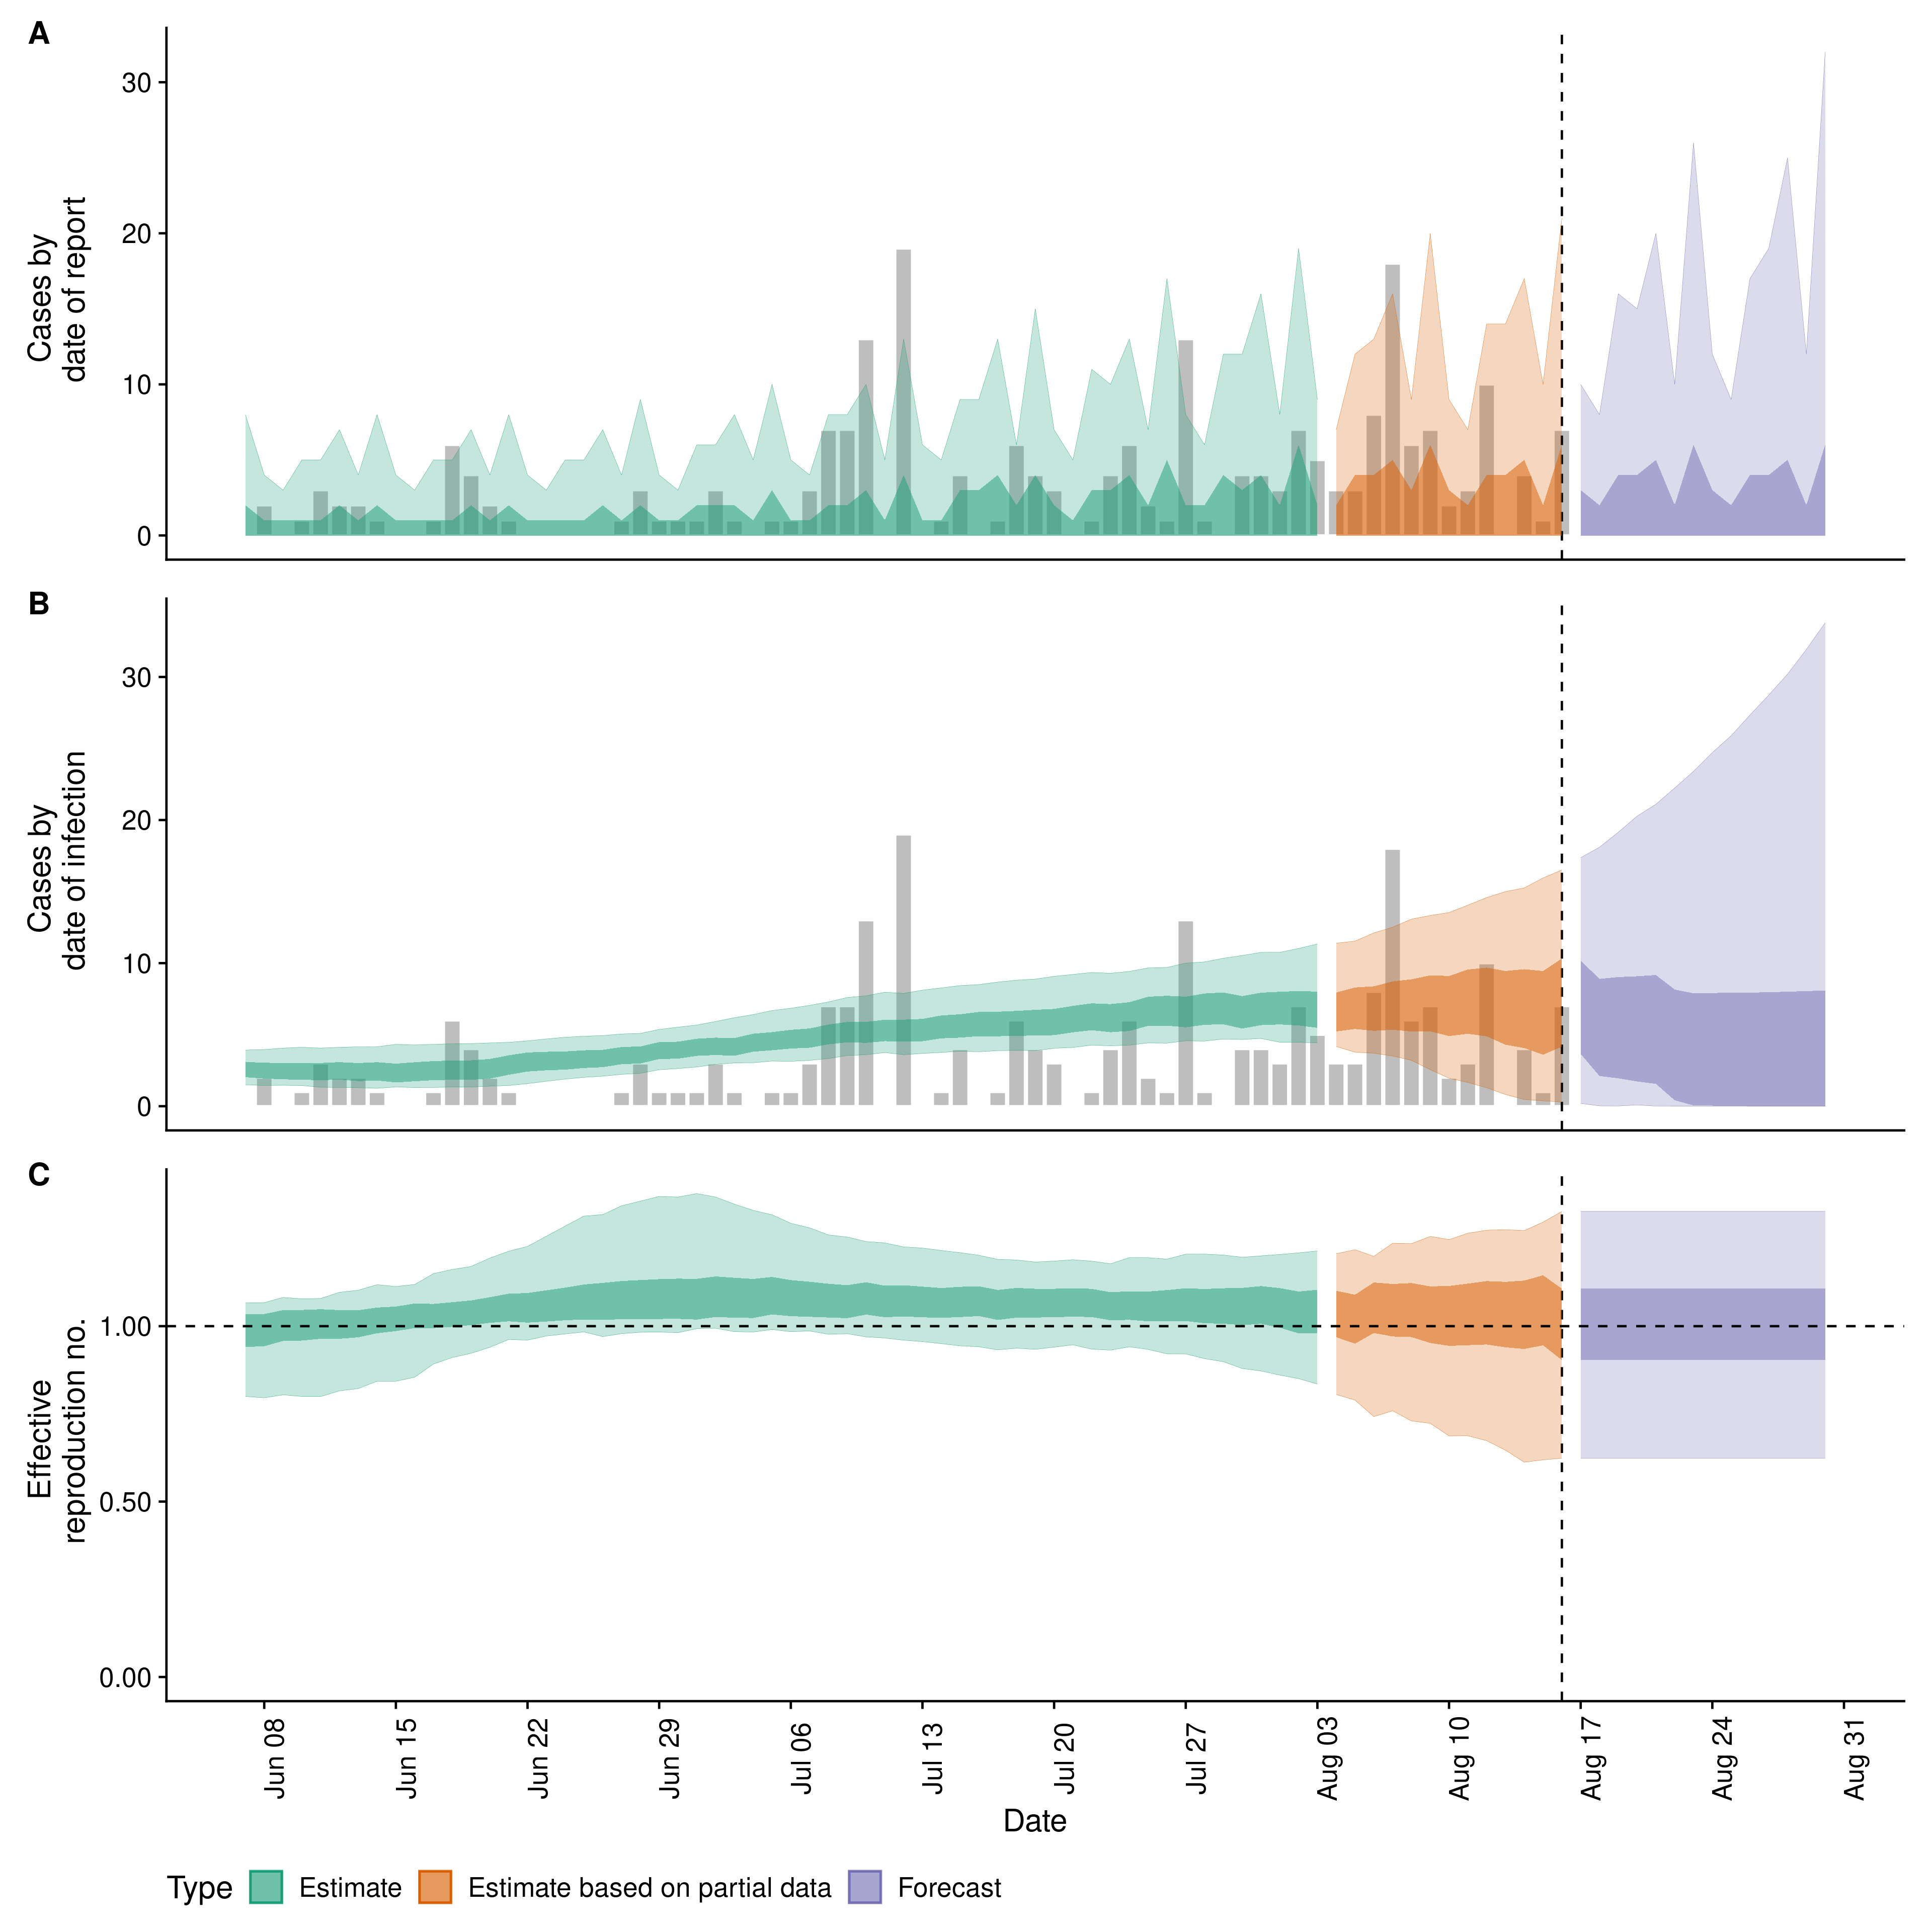 A
Cases by
date of report
30
20
10
0
B
Cases by
date of infection
30
20
10
0
C
Effective
reproduction no.
1.00
0.50
0.00
Jun 08
Jun 15
Jun 22
Jun 29
Jul 06
Jul 13
Jul 20
Jul 27
Aug 03
Aug 10
Aug 17
Aug 24
Aug 31
Date
Type Estimate Estimate based on partial data Forecast